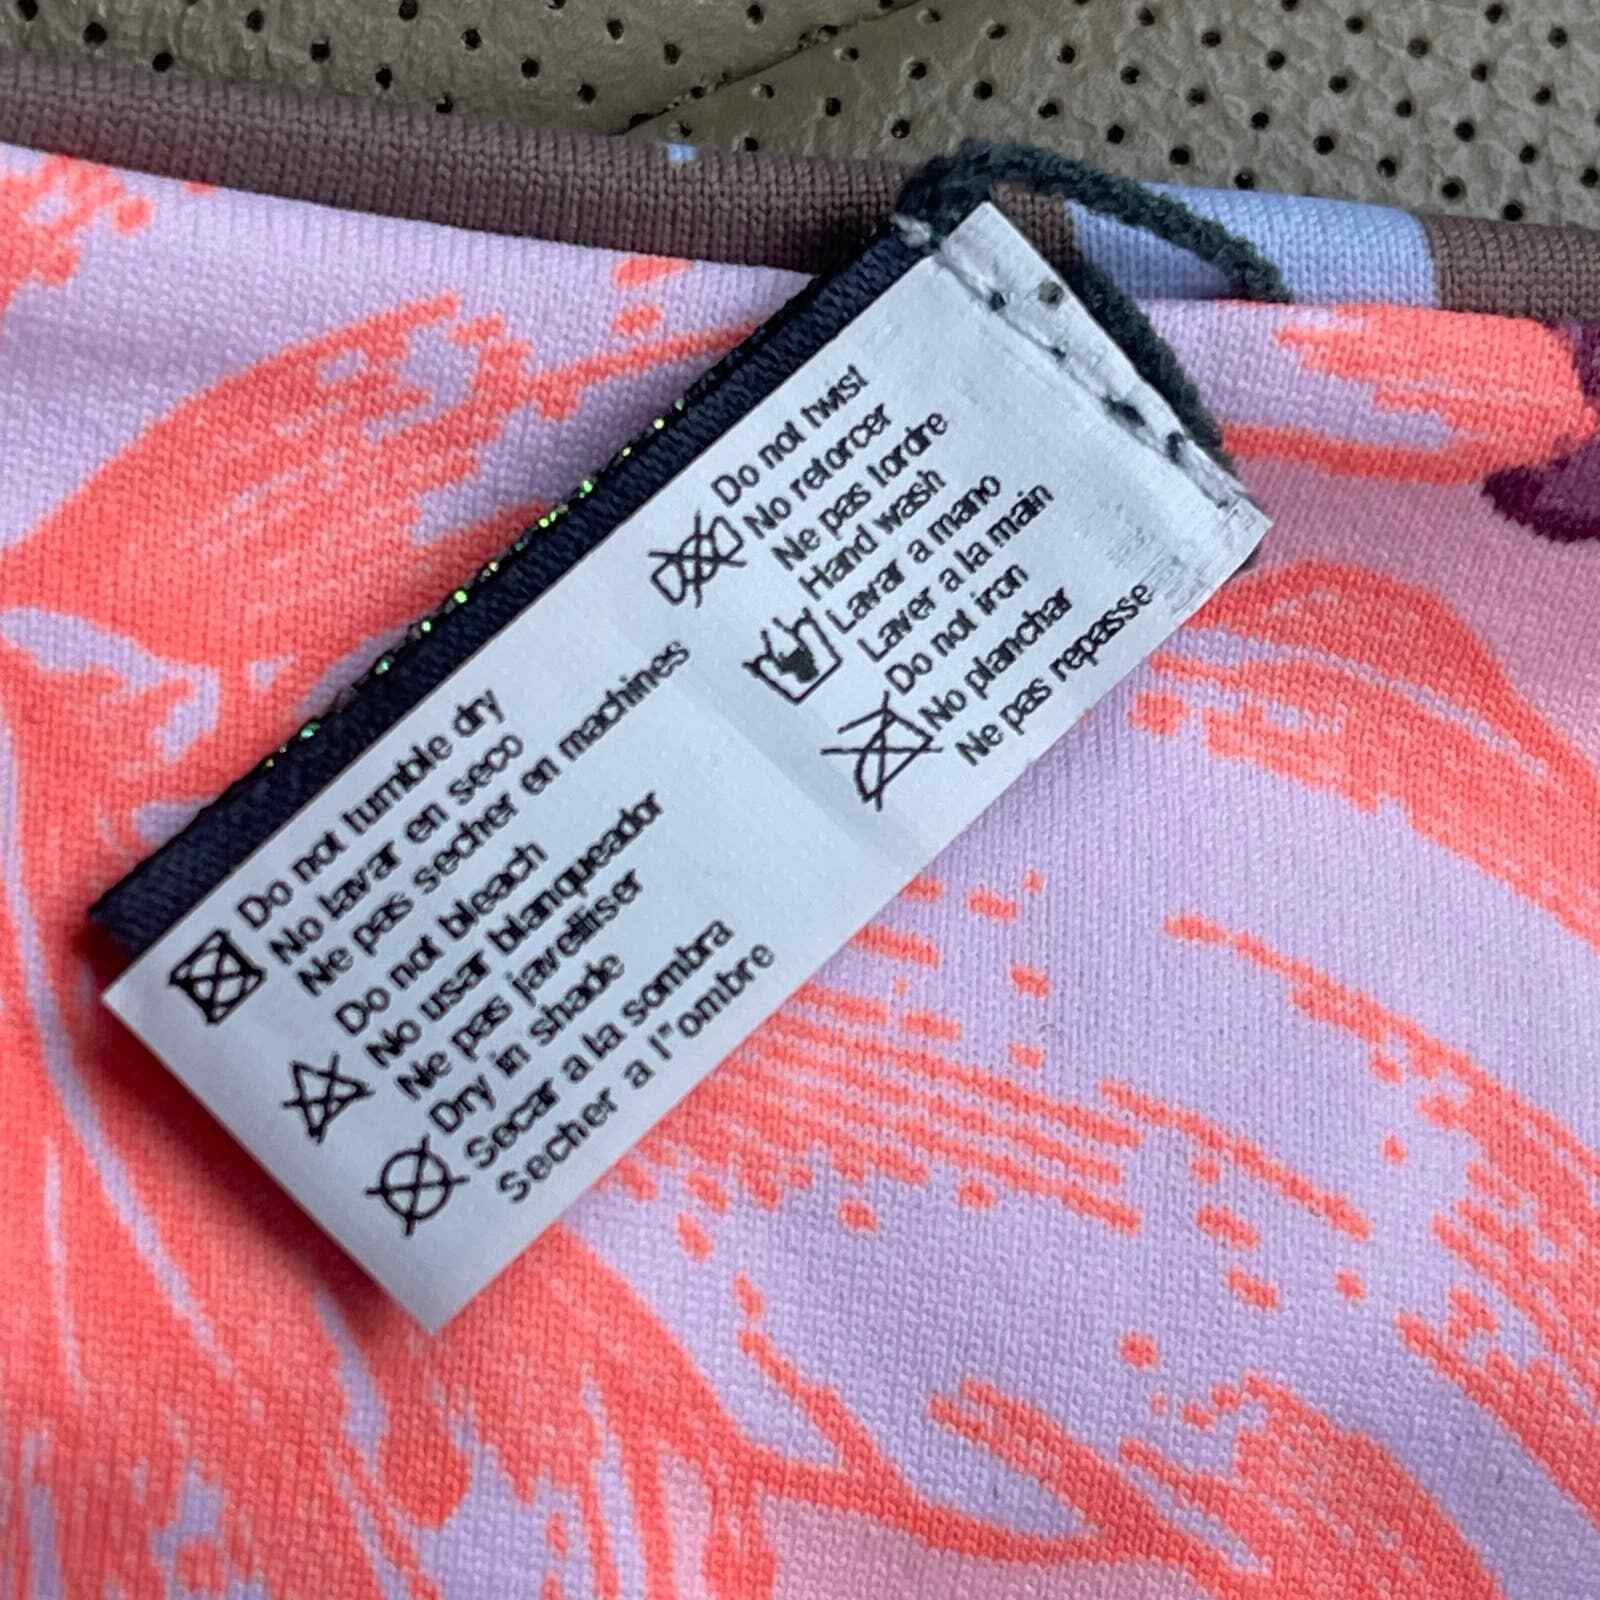 Do not twist
No retorcer
Ne pas tordre
Hand wash
Lavar a mano
Laver a la main
Do not iron
No planchar
Ne pas repasse
Do not tumble dry
No lavar en seco
Ne pas secher en machines
Do not bleach
No usar blanqueador
Ne pas javelliser
Dry in shade
Secar a la sombra
Secher a l"ombre